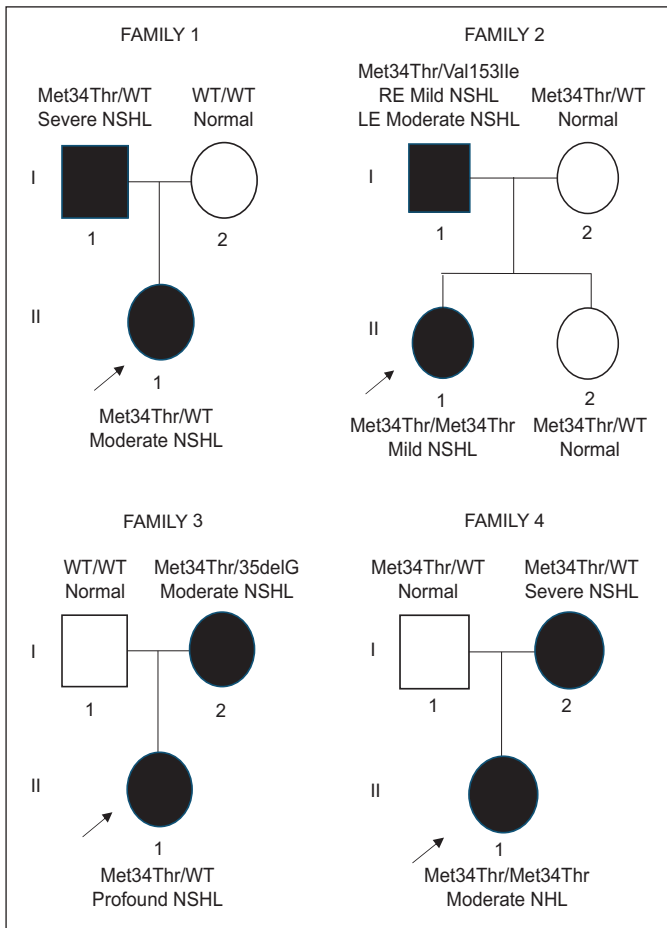 FAMILY 1
Met34Thr/WT
Severe NSHL
WT/WT
Normal
I
1
2
II
1
Met34Thr/WT
Moderate NSHL
FAMILY 2
Met34Thr/Val153Ile
RE Mild NSHL
LE Moderate NSHL
Met34Thr/WT
Normal
I
1
2
II
1
2
Met34Thr/Met34Thr
Mild NSHL
Met34Thr/WT
Normal
FAMILY 3
WT/WT
Normal
Met34Thr/35delG
Moderate NSHL
I
1
2
II
1
Met34Thr/WT
Profound NSHL
FAMILY 4
Met34Thr/WT
Normal
Met34Thr/WT
Severe NSHL
I
1
2
II
1
Met34Thr/Met34Thr
Moderate NHL